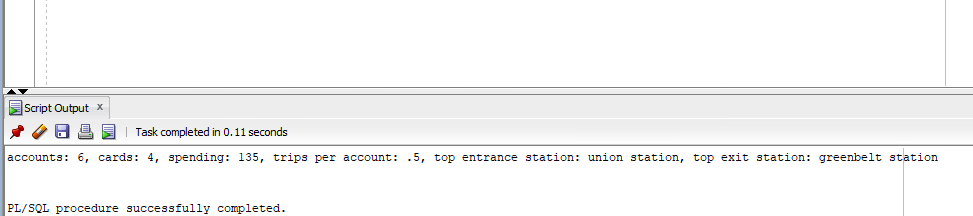 Script Output x
Task completed in 0.11 seconds
accounts: 6, cards: 4, spending: 135, trips per account: .5, top entrance station: union station, top exit station: greenbelt station
PL/SQL procedure successfully completed.